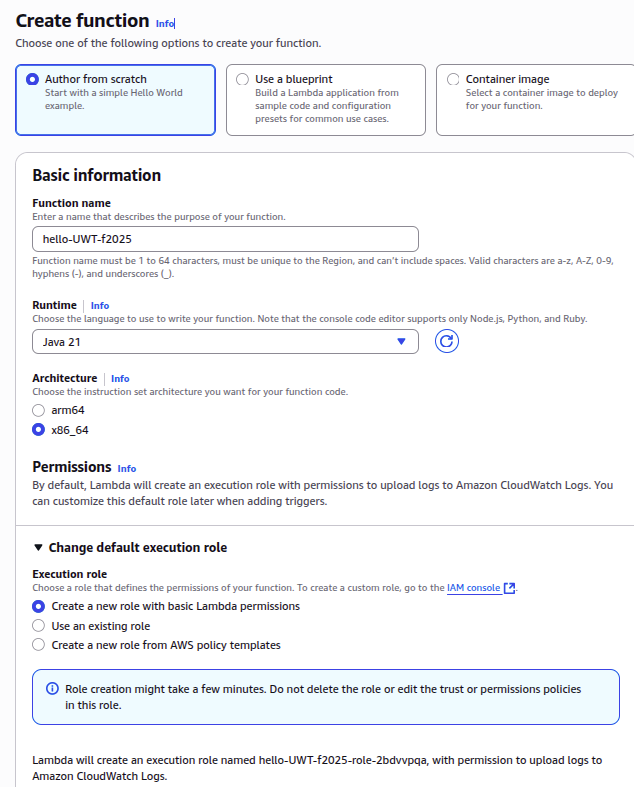 Create function Info
Choose one of the following options to create your function.
Author from scratch
Start with a simple Hello World
example.
Use a blueprint
Build a Lambda application from
sample code and configuration
presets for common use cases.
Container image
Select a container image to deploy
for your function.
Basic information
Function name
Enter a name that describes the purpose of your function.
hello-UWT-f2025
Function name must be 1 to 64 characters, must be unique to the Region, and can't include spaces. Valid characters are a-z, A-Z, 0-9,
hyphens (-), and underscores (_).
Runtime Info
Choose the language to use to write your function. Note that the console code editor supports only Node.js, Python, and Ruby.
Java 21
Architecture Info
Choose the instruction set architecture you want for your function code.
arm64
x86_64
Permissions Info
By default, Lambda will create an execution role with permissions to upload logs to Amazon CloudWatch Logs. You
can customize this default role later when adding triggers.
Change default execution role
Execution role
Choose a role that defines the permissions of your function. To create a custom role, go to the IAM console.
Create a new role with basic Lambda permissions
Use an existing role
Create a new role from AWS policy templates
Role creation might take a few minutes. Do not delete the role or edit the trust or permissions policies
in this role.
Lambda will create an execution role named hello-UWT-f2025-role-2bdvvpqa, with permission to upload logs to
Amazon CloudWatch Logs.